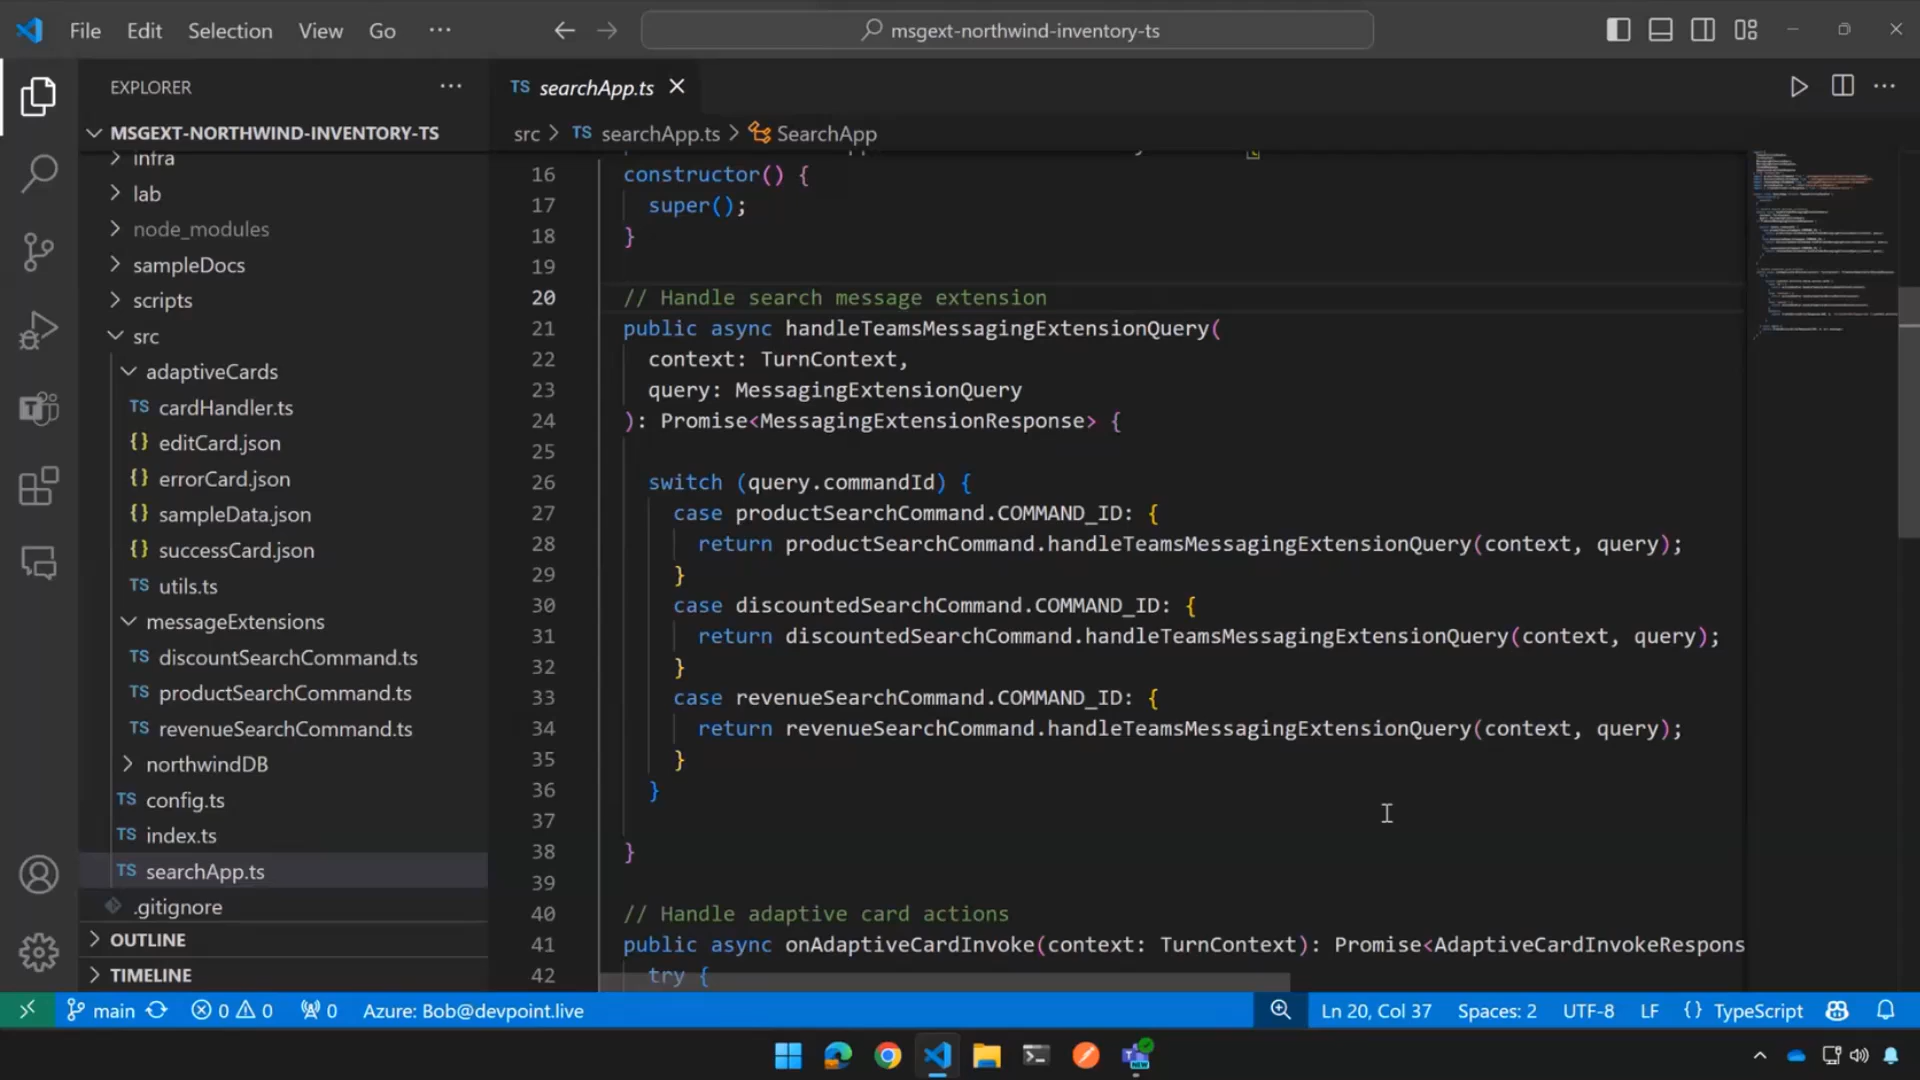 File Edit Selection View Go ···
msgext-northwind-inventory-ts
EXPLORER ···
MSGEXT-NORTHWIND-INVENTORY-TS
infra
lab
node_modules
sampleDocs
scripts
src
adaptiveCards
TS cardHandler.ts
{} editCard.json
{} errorCard.json
{} sampleData.json
{} successCard.json
TS utils.ts
messageExtensions
TS discountSearchCommand.ts
TS productSearchCommand.ts
TS revenueSearchCommand.ts
northwindDB
TS config.ts
TS index.ts
TS searchApp.ts
.gitignore
OUTLINE
TIMELINE
TS searchApp.ts
src > TS searchApp.ts > SearchApp
16 constructor() {
17 super();
18 }
19
20 // Handle search message extension
21 public async handleTeamsMessagingExtensionQuery(
22 context: TurnContext,
23 query: MessagingExtensionQuery
24 ): Promise<MessagingExtensionResponse> {
25
26 switch (query.commandId) {
27 case productSearchCommand.COMMAND_ID: {
28 return productSearchCommand.handleTeamsMessagingExtensionQuery(context, query);
29 }
30 case discountedSearchCommand.COMMAND_ID: {
31 return discountedSearchCommand.handleTeamsMessagingExtensionQuery(context, query);
32 }
33 case revenueSearchCommand.COMMAND_ID: {
34 return revenueSearchCommand.handleTeamsMessagingExtensionQuery(context, query);
35 }
36 }
37
38 }
39
40 // Handle adaptive card actions
41 public async onAdaptiveCardInvoke(context: TurnContext): Promise<AdaptiveCardInvokeRespons
42 try {
main 0 0 0 Azure: Bob@devpoint.live Ln 20, Col 37 Spaces: 2 UTF-8 LF {} TypeScript
NEW